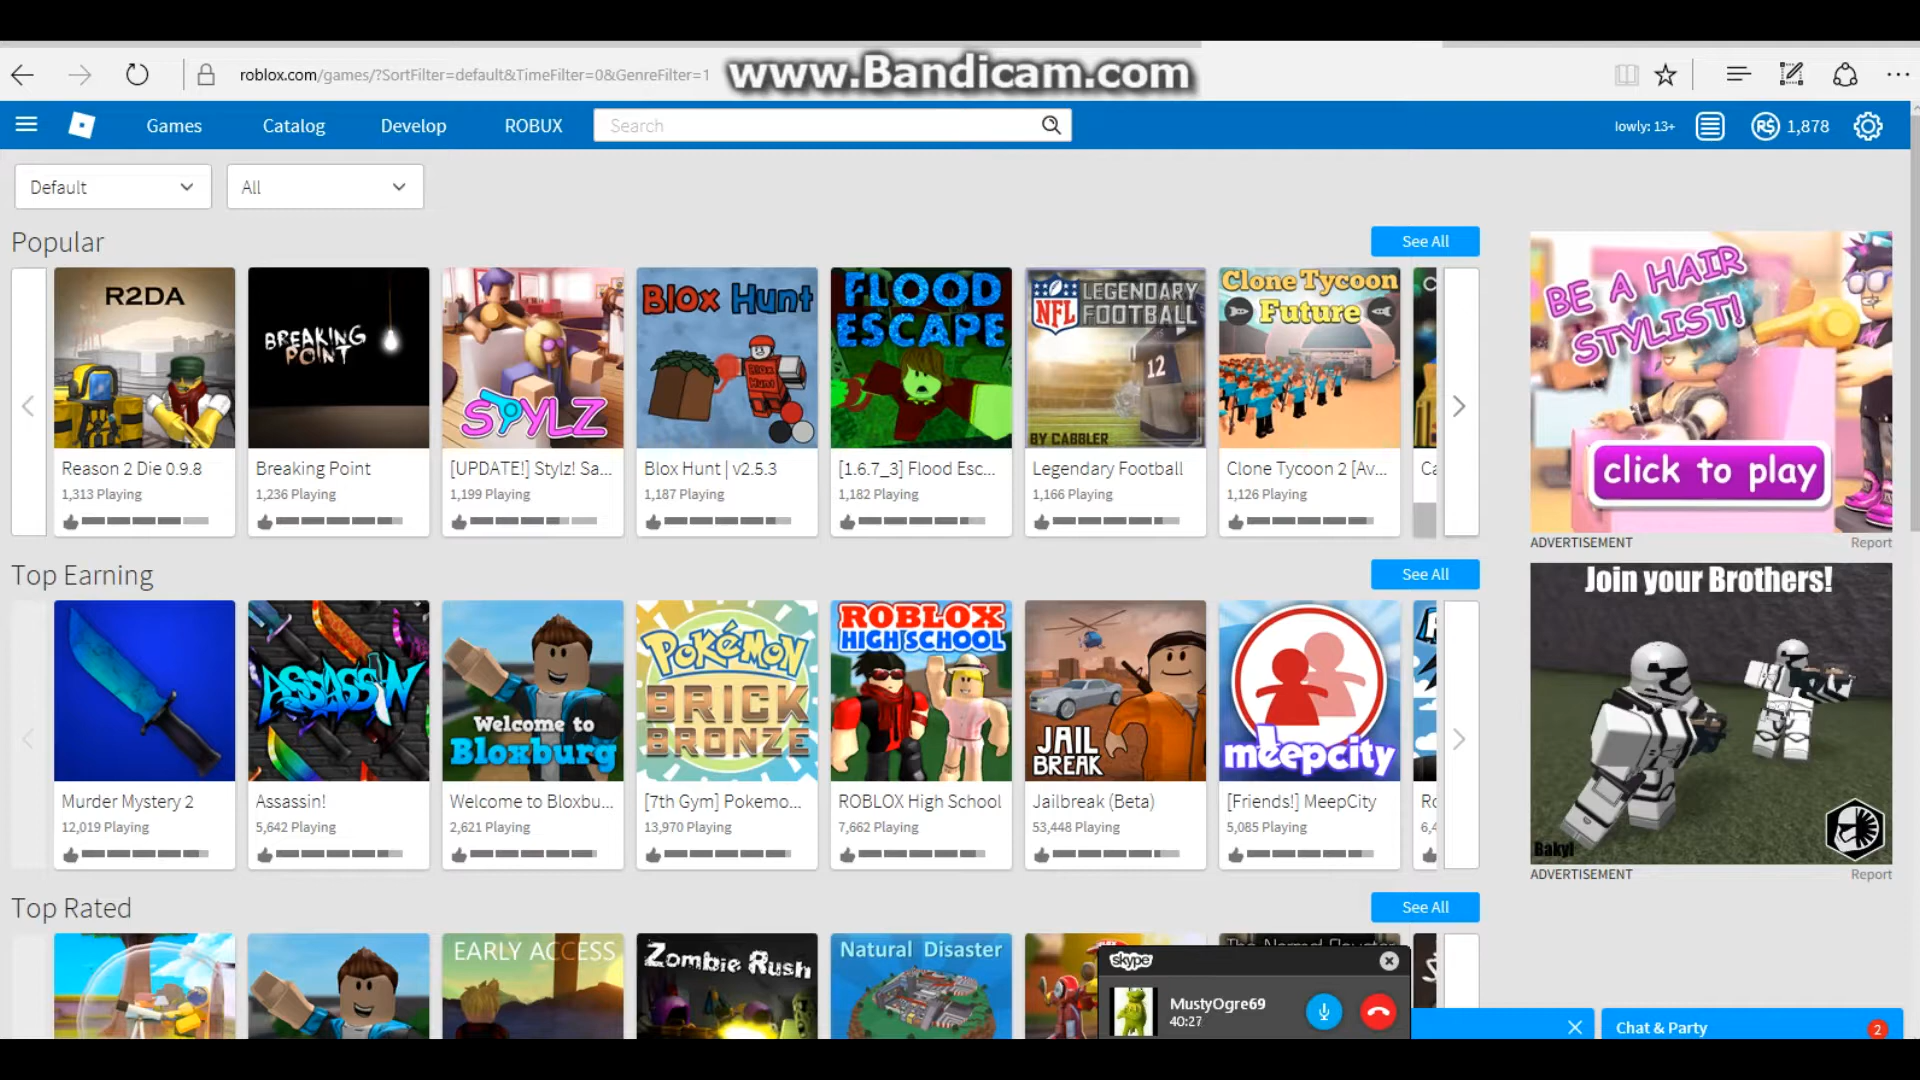 www.Bandicam.com
roblox.com/games/?SortFilter=default&TimeFilter=0&GenreFilter=1
Games Catalog Develop ROBUX Search
lowly: 13+ R$ 1,878
Default All
Popular
See All
R2DA
BREAKING POINT
STYLZ
Blox Hunt
FLOOD ESCAPE
NFL LEGENDARY FOOTBALL
12
BY CABBLER
Clone Tycoon Future
Reason 2 Die 0.9.8
1,313 Playing
Breaking Point
1,236 Playing
[UPDATE!] Stylz! Sa...
1,199 Playing
Blox Hunt | v2.5.3
1,187 Playing
[1.6.7_3] Flood Esc...
1,182 Playing
Legendary Football
1,166 Playing
Clone Tycoon 2 [Av...
1,126 Playing
Ca
BE A HAIR STYLIST!
click to play
ADVERTISEMENT Report
Top Earning
See All
ASSASSIN
Welcome to Bloxburg
POKéMON BRICK BRONZE
ROBLOX HIGH SCHOOL
JAIL BREAK
meepcity
Murder Mystery 2
12,019 Playing
Assassin!
5,642 Playing
Welcome to Bloxbu...
2,621 Playing
[7th Gym] Pokemo...
13,970 Playing
ROBLOX High School
7,662 Playing
Jailbreak (Beta)
53,448 Playing
[Friends!] MeepCity
5,085 Playing
Ro
6,4
Join your Brothers!
Bakyl
ADVERTISEMENT Report
Top Rated
See All
EARLY ACCESS
Zombie Rush
Natural Disaster
skype
MustyOgre69
40:27
Chat & Party 2